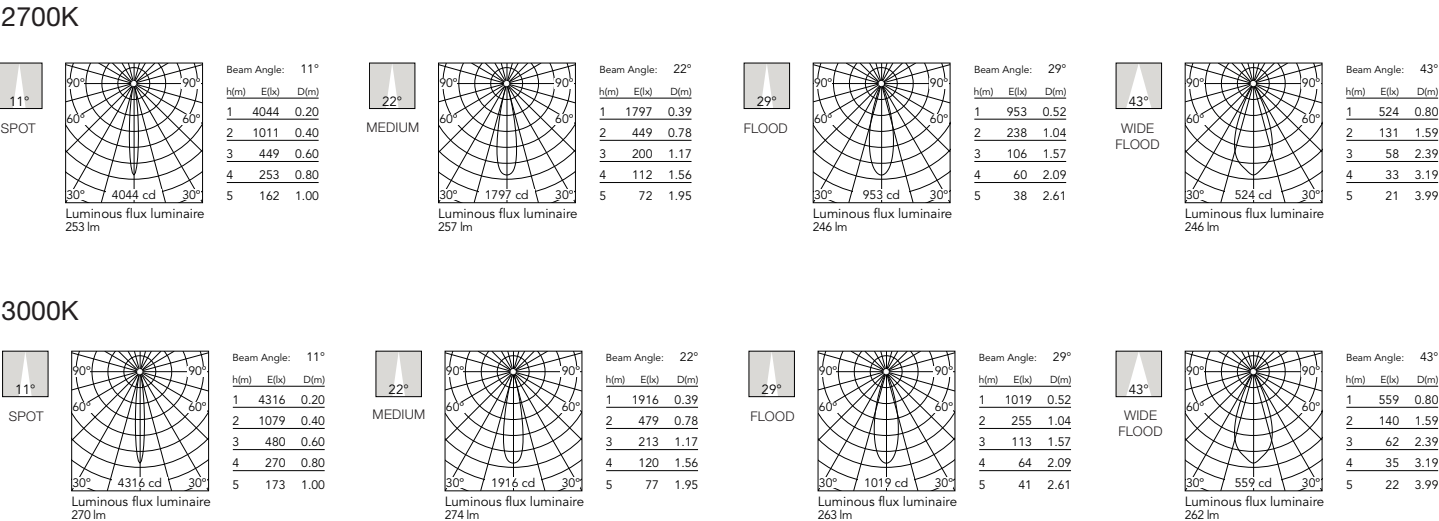 2700K
11°
SPOT
90° 90°
60° 60°
30° 4044 cd 30°
Luminous flux luminaire
253 lm
Beam Angle: 11°
h(m) E(lx) D(m)
1 4044 0.20
2 1011 0.40
3 449 0.60
4 253 0.80
5 162 1.00
22°
MEDIUM
90° 90°
60° 60°
30° 1797 cd 30°
Luminous flux luminaire
257 lm
Beam Angle: 22°
h(m) E(lx) D(m)
1 1797 0.39
2 449 0.78
3 200 1.17
4 112 1.56
5 72 1.95
29°
FLOOD
90° 90°
60° 60°
30° 953 cd 30°
Luminous flux luminaire
246 lm
Beam Angle: 29°
h(m) E(lx) D(m)
1 953 0.52
2 238 1.04
3 106 1.57
4 60 2.09
5 38 2.61
43°
WIDE
FLOOD
90° 90°
60° 60°
30° 524 cd 30°
Luminous flux luminaire
246 lm
Beam Angle: 43°
h(m) E(lx) D(m)
1 524 0.80
2 131 1.59
3 58 2.39
4 33 3.19
5 21 3.99
3000K
11°
SPOT
90° 90°
60° 60°
30° 4316 cd 30°
Luminous flux luminaire
270 lm
Beam Angle: 11°
h(m) E(lx) D(m)
1 4316 0.20
2 1079 0.40
3 480 0.60
4 270 0.80
5 173 1.00
22°
MEDIUM
90° 90°
60° 60°
30° 1916 cd 30°
Luminous flux luminaire
274 lm
Beam Angle: 22°
h(m) E(lx) D(m)
1 1916 0.39
2 479 0.78
3 213 1.17
4 120 1.56
5 77 1.95
29°
FLOOD
90° 90°
60° 60°
30° 1019 cd 30°
Luminous flux luminaire
263 lm
Beam Angle: 29°
h(m) E(lx) D(m)
1 1019 0.52
2 255 1.04
3 113 1.57
4 64 2.09
5 41 2.61
43°
WIDE
FLOOD
90° 90°
60° 60°
30° 559 cd 30°
Luminous flux luminaire
262 lm
Beam Angle: 43°
h(m) E(lx) D(m)
1 559 0.80
2 140 1.59
3 62 2.39
4 35 3.19
5 22 3.99